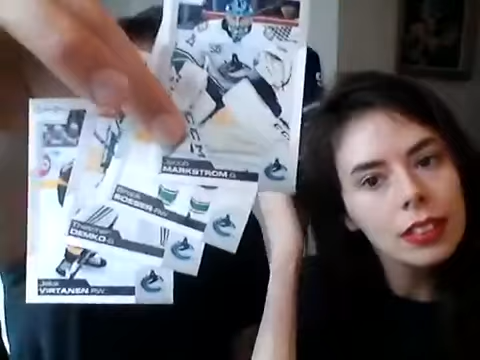 Jacob
MARKSTROM G
Brock
BOESER RW
Thatcher
DEMKO G
Jake
VIRTANEN RW